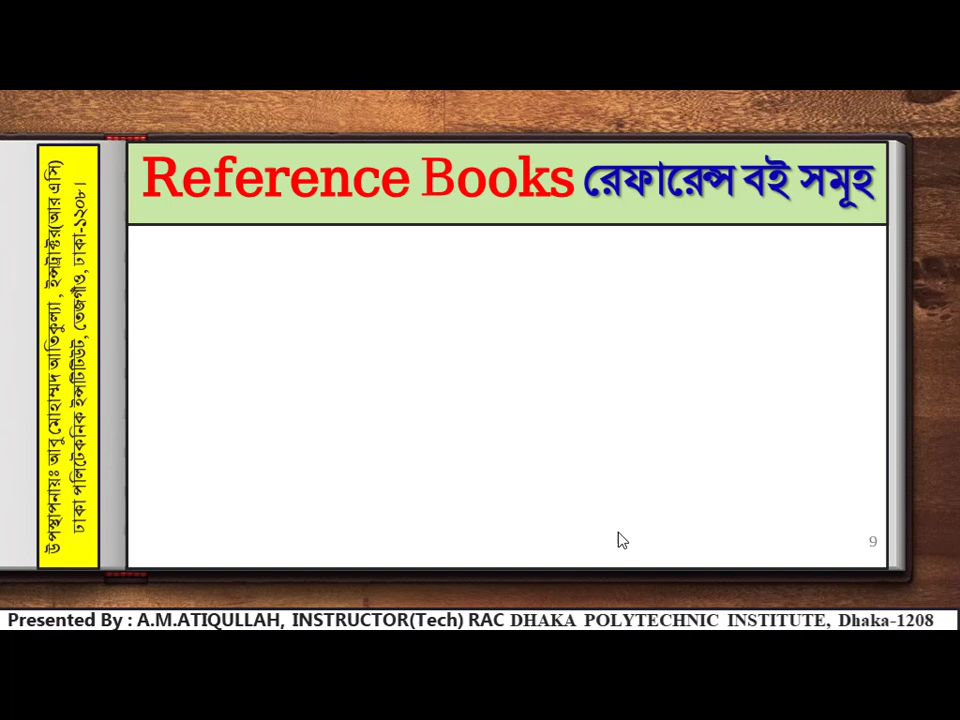 Reference Books রেফারেন্স বই সমূহ
উপস্থাপনায়ঃ আবু মোহাম্মদ আতিকুল্যা , ইন্সট্রাক্টর(আর এসি)
ঢাকা পলিটেকনিক ইন্সটিটিউট, তেজগাঁও, ঢাকা-১২০৮।
9
Presented By : A.M.ATIQULLAH, INSTRUCTOR(Tech) RAC DHAKA POLYTECHNIC INSTITUTE, Dhaka-1208